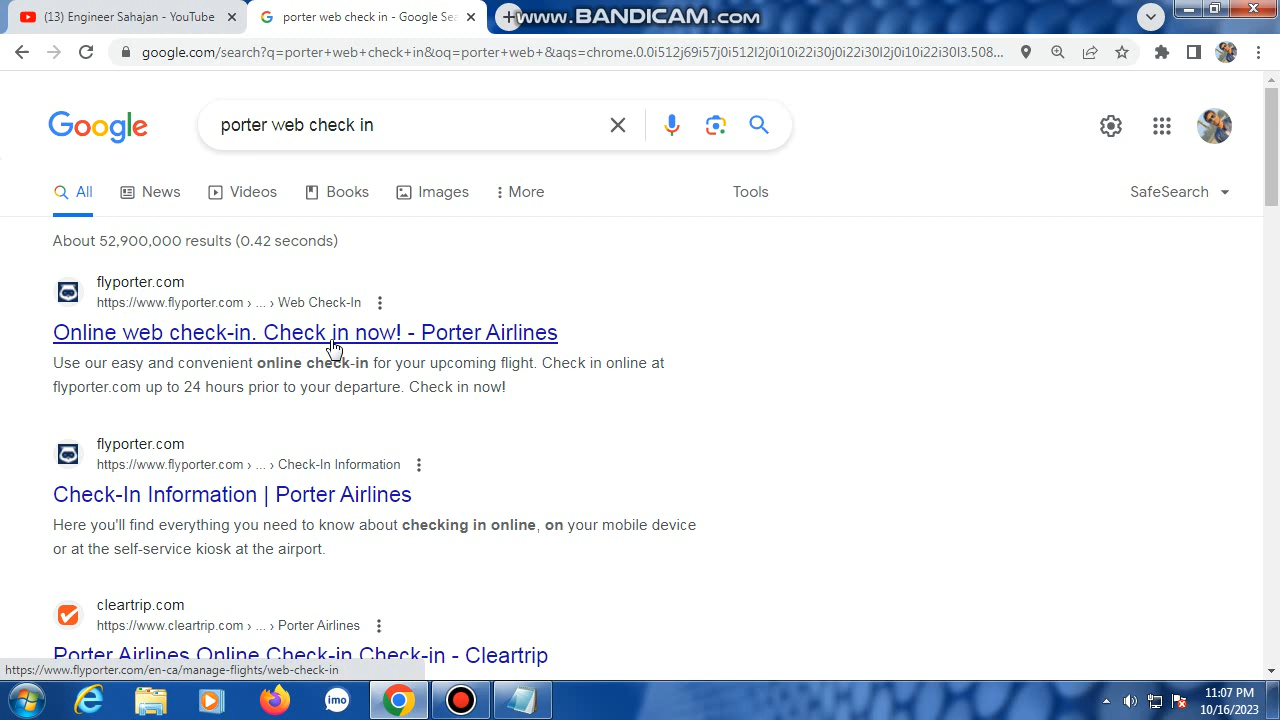 (13) Engineer Sahajan - YouTube
porter web check in - Google Sea
www.BANDICAM.com
google.com/search?q=porter+web+check+in&oq=porter+web+&aqs=chrome.0.0i512j69i57j0i512l2j0i10i22i30j0i22i30l2j0i10i22i30l3.508...
Google
porter web check in
All
News
Videos
Books
Images
More
Tools
SafeSearch
About 52,900,000 results (0.42 seconds)
flyporter.com
https://www.flyporter.com › ... › Web Check-In
Online web check-in. Check in now! - Porter Airlines
Use our easy and convenient online check-in for your upcoming flight. Check in online at
flyporter.com up to 24 hours prior to your departure. Check in now!
flyporter.com
https://www.flyporter.com › ... › Check-In Information
Check-In Information | Porter Airlines
Here you'll find everything you need to know about checking in online, on your mobile device
or at the self-service kiosk at the airport.
cleartrip.com
https://www.cleartrip.com › ... › Porter Airlines
Porter Airlines Online Check-in Check-in - Cleartrip
https://www.flyporter.com/en-ca/manage-flights/web-check-in
imo
11:07 PM
10/16/2023